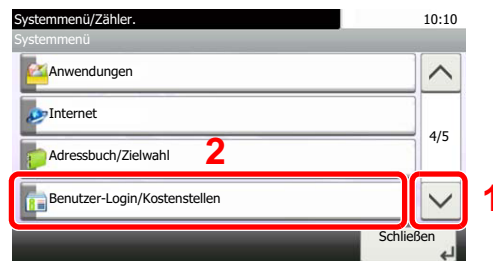 Systemmenü/Zähler.
10:10
Systemmenü
Anwendungen
Internet
4/5
Adressbuch/Zielwahl
2
Benutzer-Login/Kostenstellen
1
Schließen